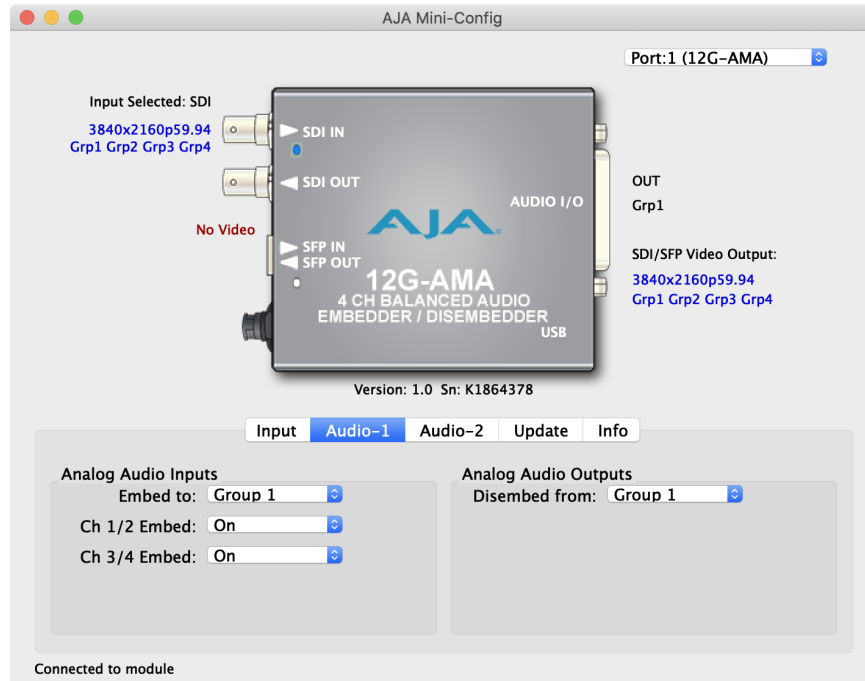 AJA Mini-Config
Port:1 (12G-AMA)
Input Selected: SDI
3840x2160p59.94
Grp1 Grp2 Grp3 Grp4
SDI IN
SDI OUT
AUDIO I/O
OUT
Grp1
No Video
AJA
SFP IN
SFP OUT
SDI/SFP Video Output:
3840x2160p59.94
Grp1 Grp2 Grp3 Grp4
12G-AMA
4 CH BALANCED AUDIO
EMBEDDER / DISEMBEDDER
USB
Version: 1.0 Sn: K1864378
Input Audio-1 Audio-2 Update Info
Analog Audio Inputs
Embed to: Group 1
Ch 1/2 Embed: On
Ch 3/4 Embed: On
Analog Audio Outputs
Disembed from: Group 1
Connected to module